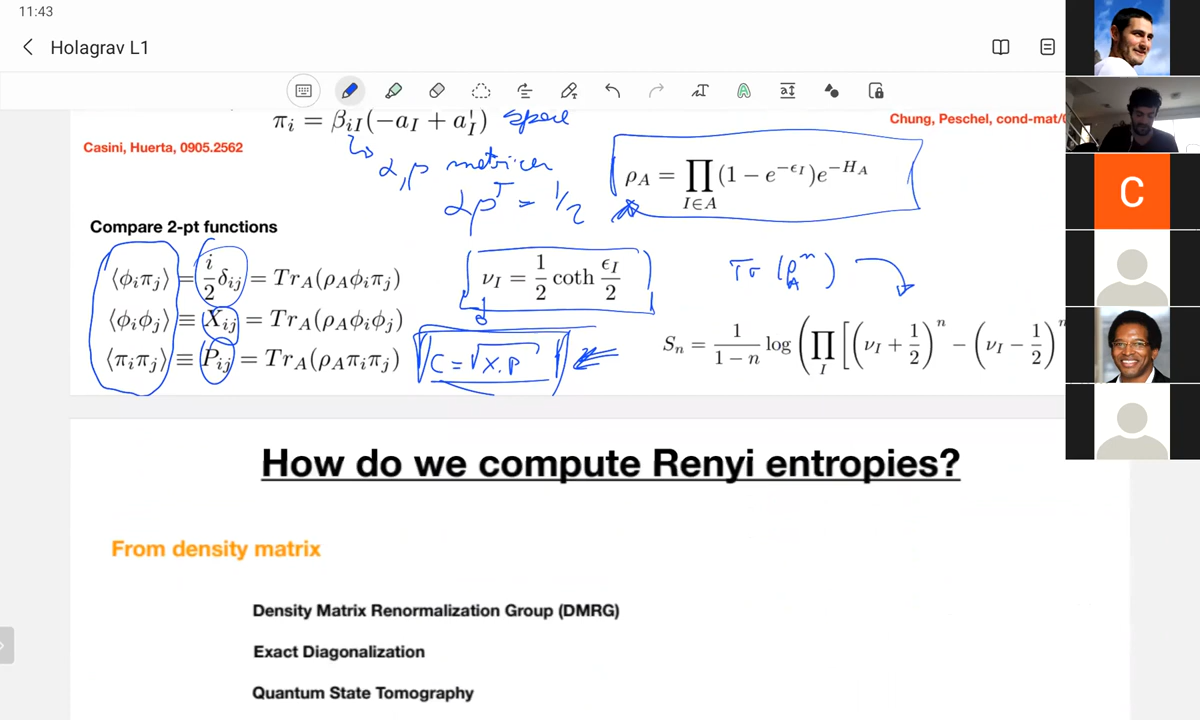 11:43
Holagrav L1
πᵢ = βᵢI(−aI + a†I) space
Chung, Peschel, cond-mat/
Casini, Huerta, 0905.2562
α, β matrices
αβᵀ = 1/2
ρA = ∏I∈A (1 − e^−εI)e^−HA
Compare 2-pt functions
⟨φᵢπⱼ⟩ = i/2 δᵢⱼ = TrA(ρAφᵢπⱼ)
νI = 1/2 coth εI/2
Tr (ρAⁿ)
⟨φᵢφⱼ⟩ ≡ Xᵢⱼ = TrA(ρAφᵢφⱼ)
⟨πᵢπⱼ⟩ ≡ Pᵢⱼ = TrA(ρAπᵢπⱼ)
C = √X.P
Sn = 1/(1 − n) log (∏I [(νI + 1/2)ⁿ − (νI − 1/2)ⁿ
C
How do we compute Renyi entropies?
From density matrix
Density Matrix Renormalization Group (DMRG)
Exact Diagonalization
Quantum State Tomography